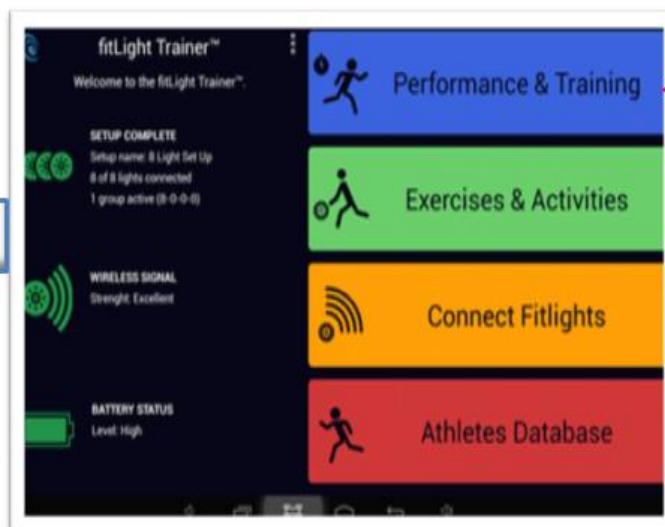 fitLight Trainer™
Welcome to the fitLight Trainer™.
SETUP COMPLETE
Setup name: 8 Light Set Up
8 of 8 lights connected
1 group active (8-0-0-0)
WIRELESS SIGNAL
Strenght: Excellent
BATTERY STATUS
Level: High
Performance & Training
Exercises & Activities
Connect Fitlights
Athletes Database